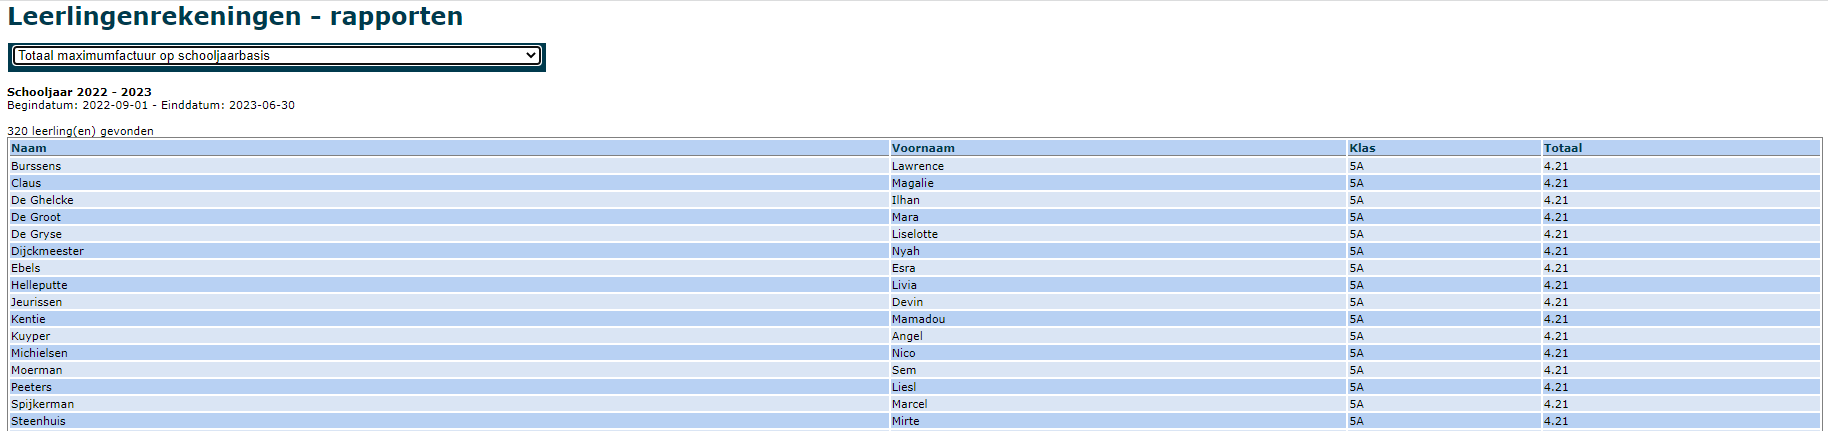 Leerlingenrekeningen - rapporten
Totaal maximumfactuur op schooljaarbasis
Schooljaar 2022 - 2023
Begindatum: 2022-09-01 - Einddatum: 2023-06-30
320 leerling(en) gevonden
Naam Voornaam Klas Totaal
Burssens Lawrence 5A 4.21
Claus Magalie 5A 4.21
De Ghelcke Ilhan 5A 4.21
De Groot Mara 5A 4.21
De Gryse Liselotte 5A 4.21
Dijckmeester Nyah 5A 4.21
Ebels Esra 5A 4.21
Helleputte Livia 5A 4.21
Jeurissen Devin 5A 4.21
Kentie Mamadou 5A 4.21
Kuyper Angel 5A 4.21
Michielsen Nico 5A 4.21
Moerman Sem 5A 4.21
Peeters Liesl 5A 4.21
Spijkerman Marcel 5A 4.21
Steenhuis Mirte 5A 4.21